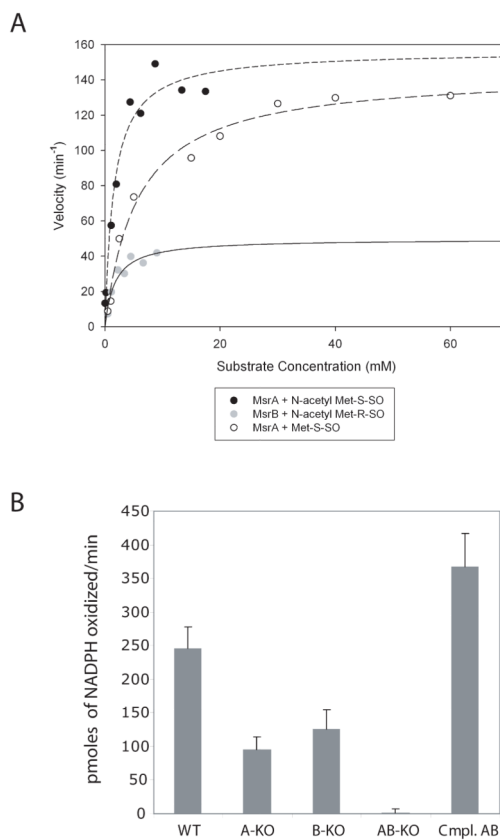 A
160
140
120
100
80
60
40
20
0
Velocity (min⁻¹)
0 20 40 60
Substrate Concentration (mM)
MsrA + N-acetyl Met-S-SO
MsrB + N-acetyl Met-R-SO
MsrA + Met-S-SO
B
450
400
350
300
250
200
150
100
50
0
pmoles of NADPH oxidized/min
WT A-KO B-KO AB-KO Cmpl. AB